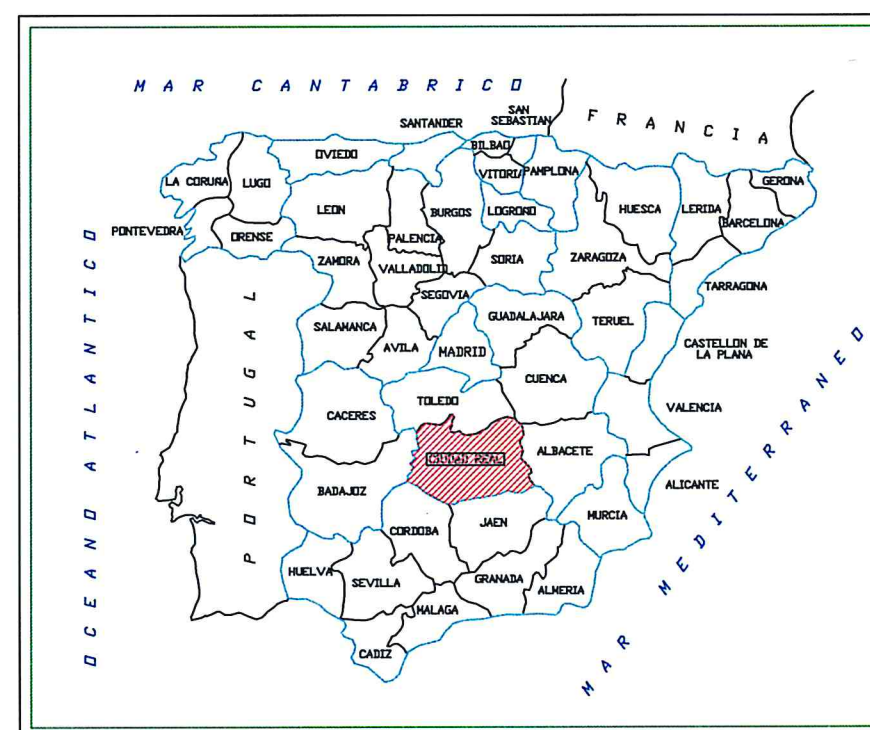 MAR CANTABRICO
SAN
SEBASTIAN
SANTANDER
FRANCIA
BILBAO
OVIEDO
LA CORUÑA
LUGO
VITORIA
PAMPLONA
GERONA
LEON
BURGOS
LOGROÑO
HUESCA
LERIDA
BARCELONA
PONTEVEDRA
ORENSE
PALENCIA
ZAMORA
VALLADOLID
SORIA
ZARAGOZA
TARRAGONA
SEGOVIA
GUADALAJARA
TERUEL
SALAMANCA
AVILA
MADRID
CASTELLON DE
LA PLANA
CUENCA
TOLEDO
CACERES
VALENCIA
PORTUGAL
OCEANO ATLANTICO
ALBACETE
BADAJOZ
ALICANTE
MURCIA
CORDOBA
JAEN
HUELVA
SEVILLA
GRANADA
ALMERIA
MALAGA
CADIZ
MAR MEDITERRANEO